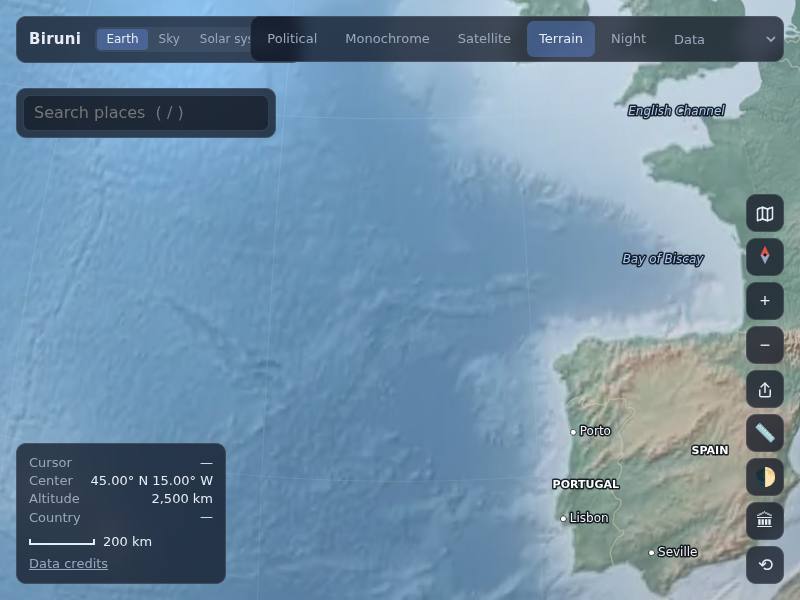 Biruni
Earth
Sky
Solar sys
Political
Monochrome
Satellite
Terrain
Night
Data
Search places ( / )
English Channel
Bay of Biscay
+
−
Porto
SPAIN
PORTUGAL
Lisbon
Seville
Cursor —
Center 45.00° N 15.00° W
Altitude 2,500 km
Country —
200 km
Data credits